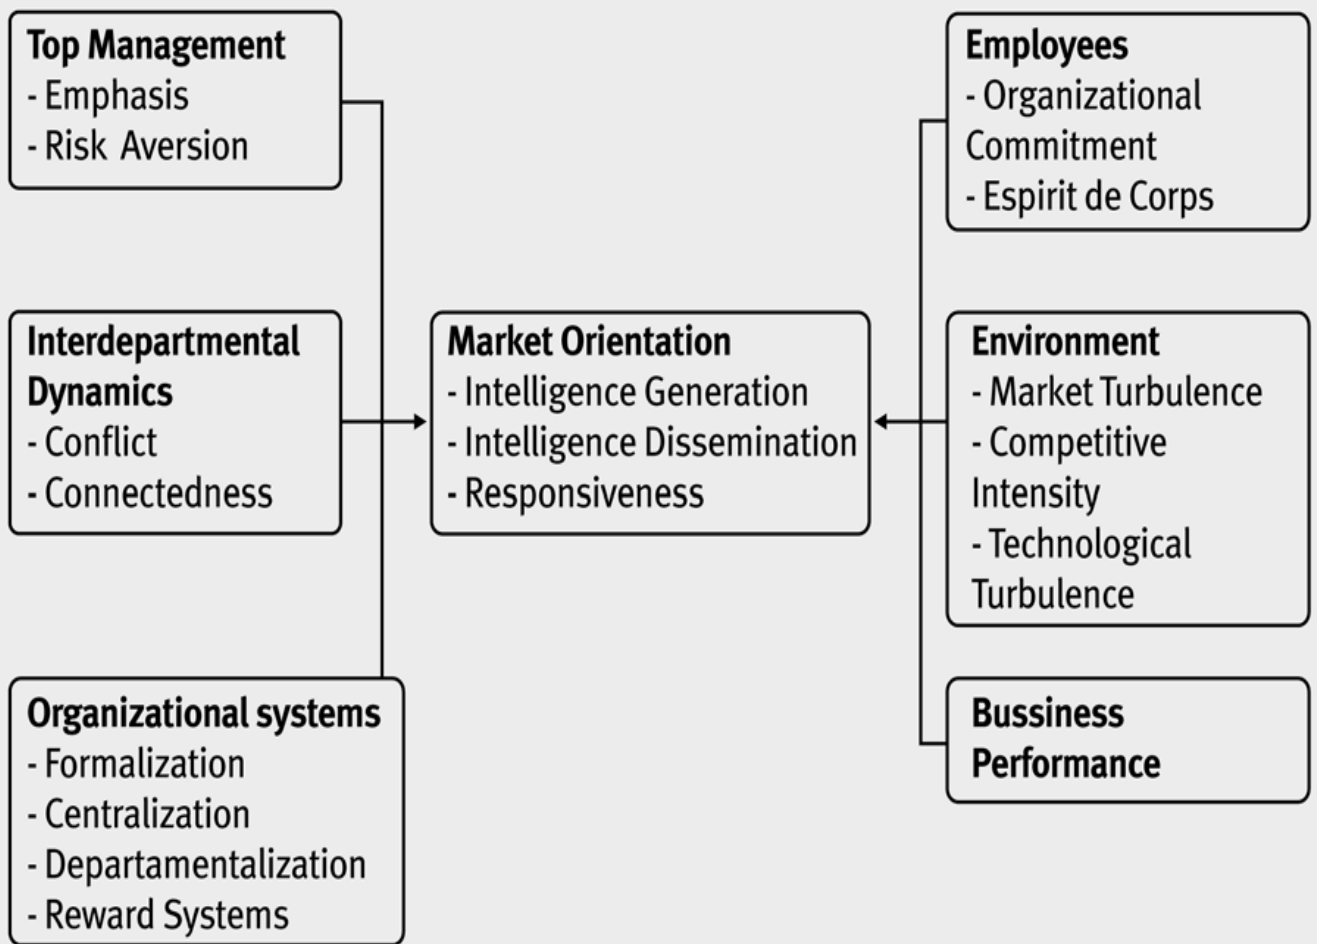 Top Management
- Emphasis
- Risk Aversion
Interdepartmental
Dynamics
- Conflict
- Connectedness
Organizational systems
- Formalization
- Centralization
- Departamentalization
- Reward Systems
Market Orientation
- Intelligence Generation
- Intelligence Dissemination
- Responsiveness
Employees
- Organizational
Commitment
- Espirit de Corps
Environment
- Market Turbulence
- Competitive
Intensity
- Technological
Turbulence
Bussiness
Performance